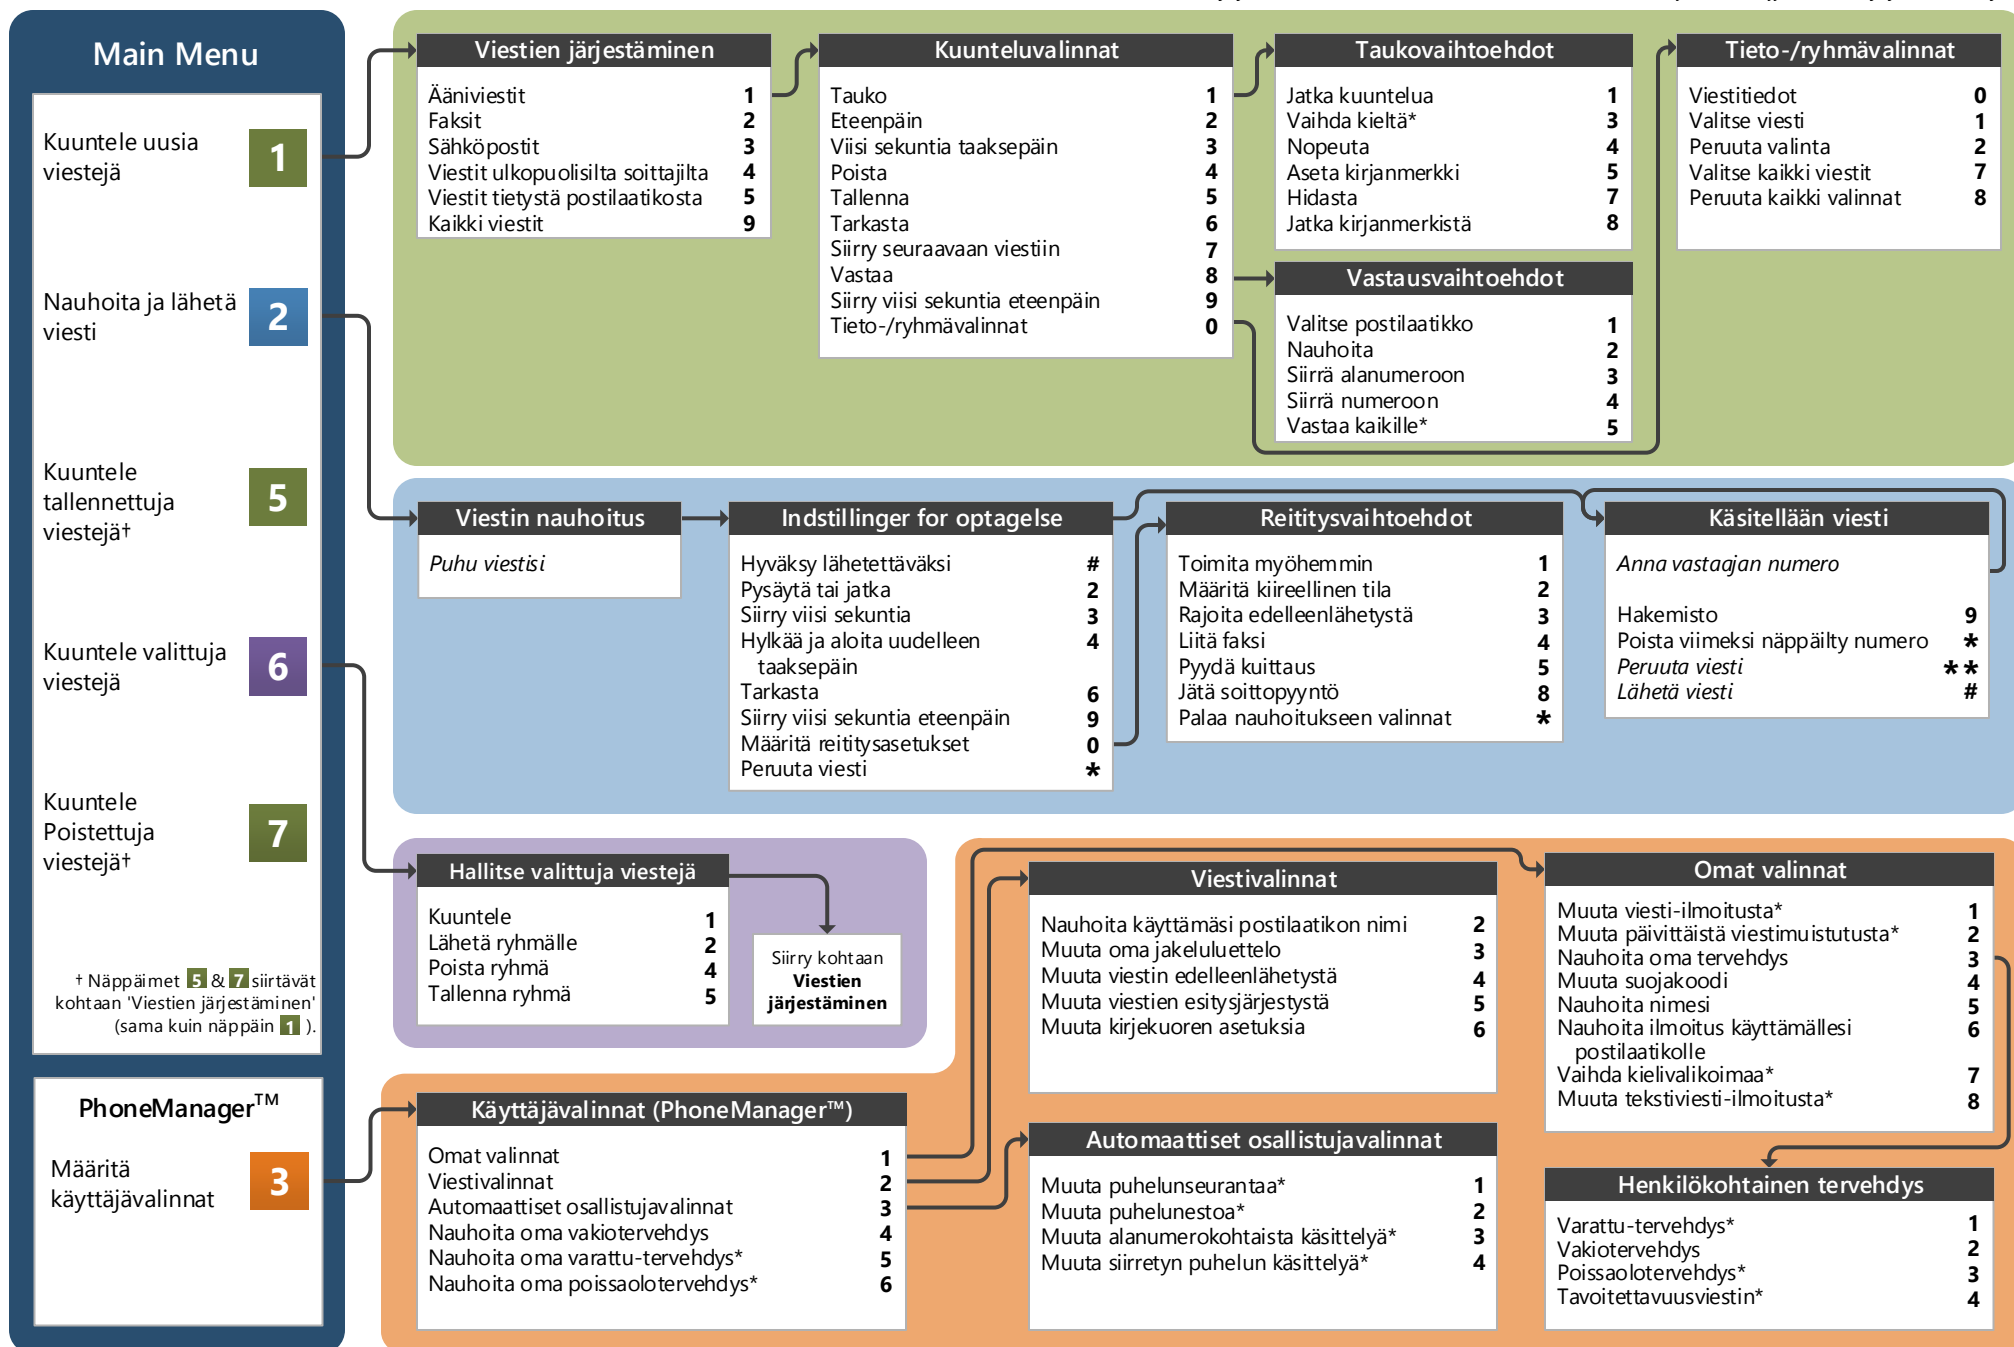 Main Menu
Kuuntele uusia
viestejä
1
Nauhoita ja lähetä
viesti
2
Kuuntele
tallennettuja
viestejä†
5
Kuuntele valittuja
viestejä
6
Kuuntele
Poistettuja
viestejä†
7
† Näppäimet 5 & 7 siirtävät
kohtaan 'Viestien järjestäminen'
(sama kuin näppäin 1 ).
PhoneManager™
Määritä
käyttäjävalinnat
3
Viestien järjestäminen
Ääniviestit 1
Faksit 2
Sähköpostit 3
Viestit ulkopuolisilta soittajilta 4
Viestit tietystä postilaatikosta 5
Kaikki viestit 9
Kuunteluvalinnat
Tauko 1
Eteenpäin 2
Viisi sekuntia taaksepäin 3
Poista 4
Tallenna 5
Tarkasta 6
Siirry seuraavaan viestiin 7
Vastaa 8
Siirry viisi sekuntia eteenpäin 9
Tieto-/ryhmävalinnat 0
Taukovaihtoehdot
Jatka kuuntelua 1
Vaihda kieltä* 3
Nopeuta 4
Aseta kirjanmerkki 5
Hidasta 7
Jatka kirjanmerkistä 8
Vastausvaihtoehdot
Valitse postilaatikko 1
Nauhoita 2
Siirrä alanumeroon 3
Siirrä numeroon 4
Vastaa kaikille* 5
Tieto-/ryhmävalinnat
Viestitiedot 0
Valitse viesti 1
Peruuta valinta 2
Valitse kaikki viestit 7
Peruuta kaikki valinnat 8
Viestin nauhoitus
Puhu viestisi
Indstillinger for optagelse
Hyväksy lähetettäväksi #
Pysäytä tai jatka 2
Siirry viisi sekuntia 3
Hylkää ja aloita uudelleen 4
taaksepäin
Tarkasta 6
Siirry viisi sekuntia eteenpäin 9
Määritä reititysasetukset 0
Peruuta viesti *
Reititysvaihtoehdot
Toimita myöhemmin 1
Määritä kiireellinen tila 2
Rajoita edelleenlähetystä 3
Liitä faksi 4
Pyydä kuittaus 5
Jätä soittopyyntö 8
Palaa nauhoitukseen valinnat *
Käsitellään viesti
Anna vastaajan numero
Hakemisto 9
Poista viimeksi näppäilty numero *
Peruuta viesti **
Lähetä viesti #
Hallitse valittuja viestejä
Kuuntele 1
Lähetä ryhmälle 2
Poista ryhmä 4
Tallenna ryhmä 5
Siirry kohtaan
Viestien
järjestäminen
Käyttäjävalinnat (PhoneManager™)
Omat valinnat 1
Viestivalinnat 2
Automaattiset osallistujavalinnat 3
Nauhoita oma vakiotervehdys 4
Nauhoita oma varattu-tervehdys* 5
Nauhoita oma poissaolotervehdys* 6
Viestivalinnat
Nauhoita käyttämäsi postilaatikon nimi 2
Muuta oma jakeluluettelo 3
Muuta viestin edelleenlähetystä 4
Muuta viestien esitysjärjestystä 5
Muuta kirjekuoren asetuksia 6
Automaattiset osallistujavalinnat
Muuta puhelunseurantaa* 1
Muuta puhelunestoa* 2
Muuta alanumerokohtaista käsittelyä* 3
Muuta siirretyn puhelun käsittelyä* 4
Omat valinnat
Muuta viesti-ilmoitusta* 1
Muuta päivittäistä viestimuistutusta* 2
Nauhoita oma tervehdys 3
Muuta suojakoodi 4
Nauhoita nimesi 5
Nauhoita ilmoitus käyttämällesi 6
postilaatikolle
Vaihda kielivalikoimaa* 7
Muuta tekstiviesti-ilmoitusta* 8
Henkilökohtainen tervehdys
Varattu-tervehdys* 1
Vakiotervehdys 2
Poissaolotervehdys* 3
Tavoitettavuusviestin* 4